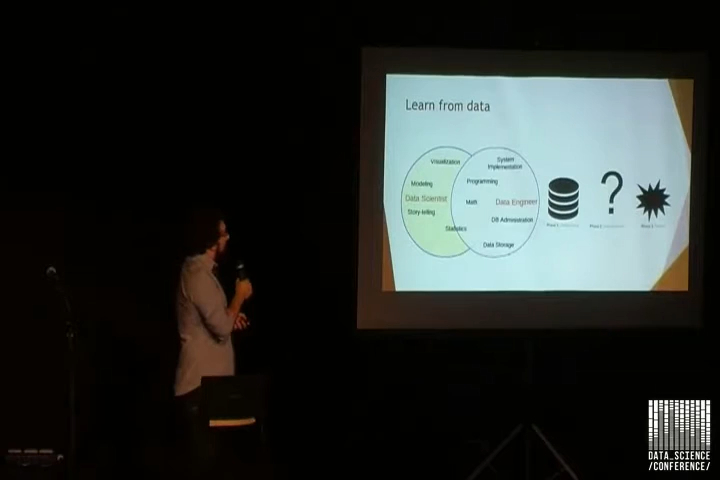 Learn from data
Visualization
Modeling
Data Scientist
Story-telling
Statistics
System
Implementation
Programming
Math
Data Engineer
DB Administration
Data Storage
?
DATA_SCIENCE
/CONFERENCE/